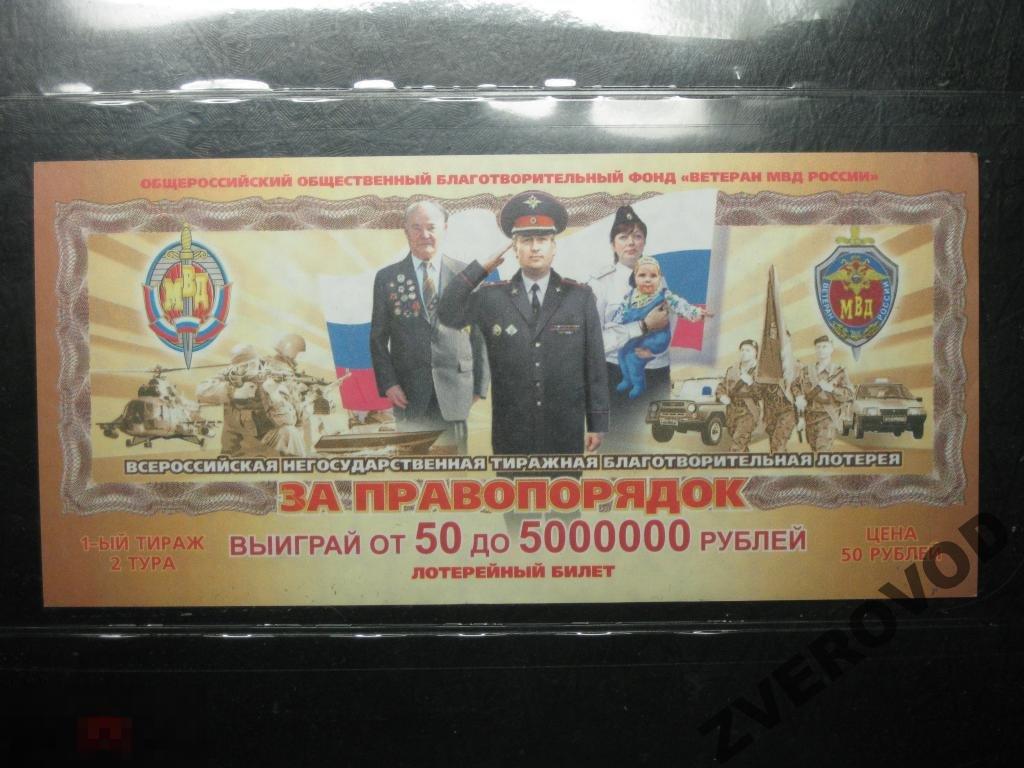 ОБЩЕРОССИЙСКИЙ ОБЩЕСТВЕННЫЙ БЛАГОТВОРИТЕЛЬНЫЙ ФОНД «ВЕТЕРАН МВД РОССИИ»
МВД
ВЕТЕРАН РОССИИ
МВД
ВСЕРОССИЙСКАЯ НЕГОСУДАРСТВЕННАЯ ТИРАЖНАЯ БЛАГОТВОРИТЕЛЬНАЯ ЛОТЕРЕЯ
ЗА ПРАВОПОРЯДОК
1-ЫЙ ТИРАЖ
2 ТУРА
ВЫИГРАЙ ОТ 50 ДО 5000000 РУБЛЕЙ
ЦЕНА
50 РУБЛЕЙ
ЛОТЕРЕЙНЫЙ БИЛЕТ
ZVEROVOD